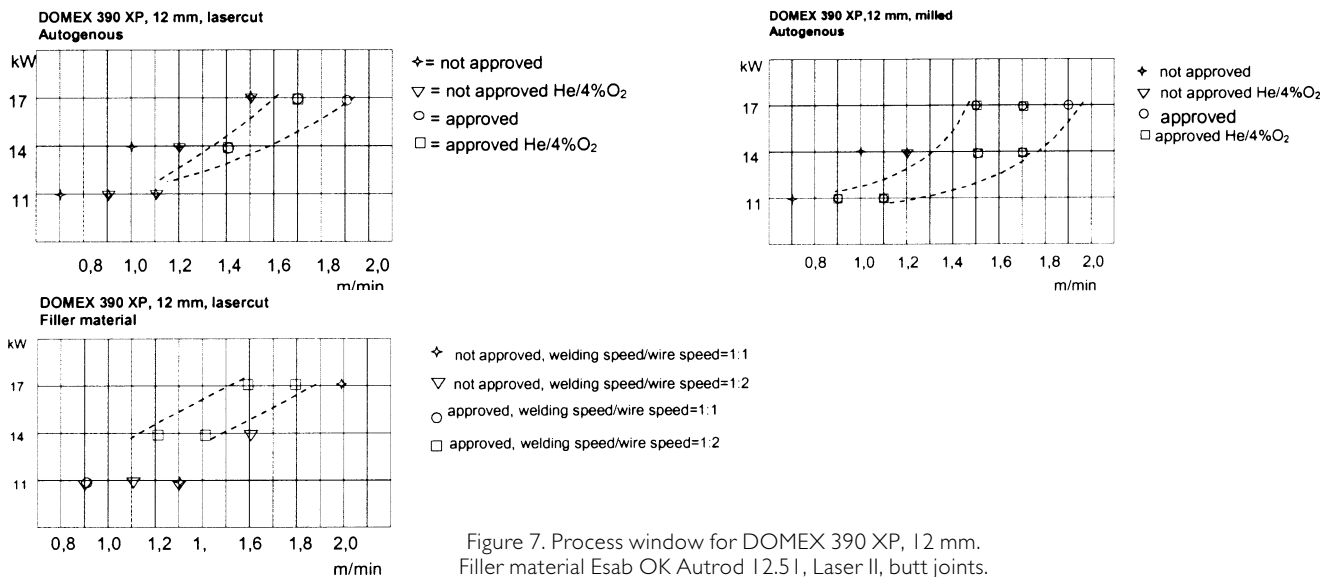 DOMEX 390 XP, 12 mm, lasercut
Autogenous
kW
17
14
11
0,8 1,0 1,2 1,4 1,6 1,8 2,0
m/min
✧= not approved
▽= not approved He/4%O₂
○= approved
□= approved He/4%O₂
DOMEX 390 XP,12 mm, milled
Autogenous
kW
17
14
11
0,8 1,0 1,2 1,4 1,6 1,8 2,0
m/min
✦ not approved
▽ not approved He/4%O₂
○ approved
□ approved He/4%O₂
DOMEX 390 XP, 12 mm, lasercut
Filler material
kW
17
14
11
0,8 1,0 1,2 1, 1,6 1,8 2,0
m/min
✧ not approved, welding speed/wire speed=1:1
▽ not approved, welding speed/wire speed=1:2
○ approved, welding speed/wire speed=1:1
□ approved, welding speed/wire speed=1:2
Figure 7. Process window for DOMEX 390 XP, 12 mm.
Filler material Esab OK Autrod 12.51, Laser II, butt joints.